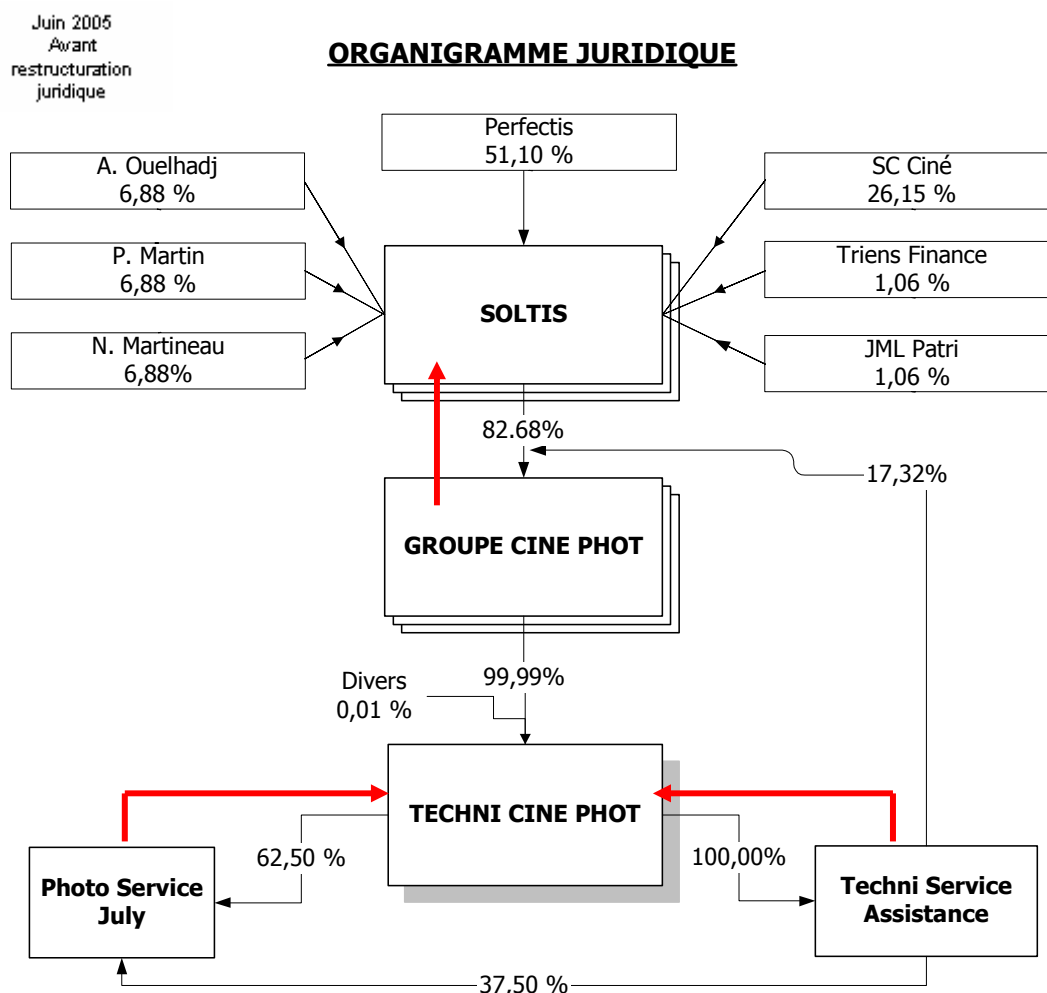 Juin 2005
Avant
restructuration
juridique
ORGANIGRAMME JURIDIQUE
Perfectis
51,10 %
A. Ouelhadj
6,88 %
SC Ciné
26,15 %
P. Martin
6,88 %
Triens Finance
1,06 %
SOLTIS
N. Martineau
6,88%
JML Patri
1,06 %
82.68%
17,32%
GROUPE CINE PHOT
99,99%
Divers
0,01 %
TECHNI CINE PHOT
62,50 %
100,00%
Photo Service
July
Techni Service
Assistance
37,50 %